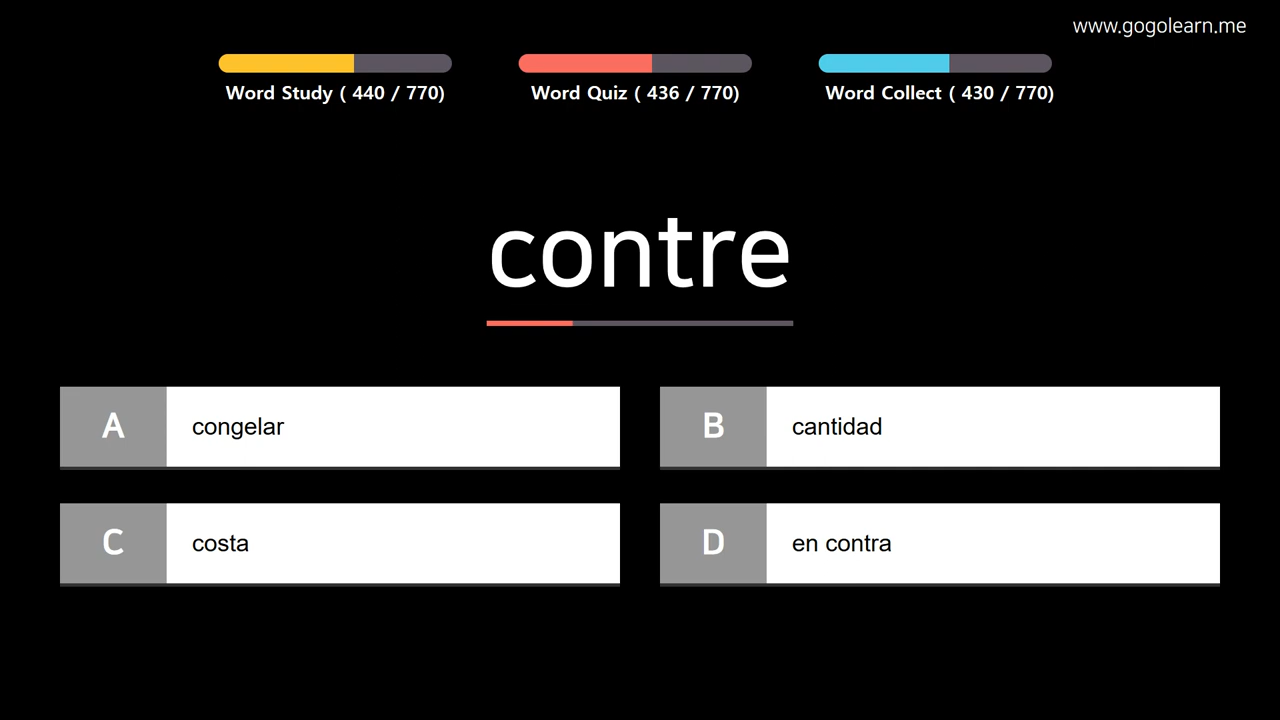 www.gogolearn.me
Word Study ( 440 / 770)
Word Quiz ( 436 / 770)
Word Collect ( 430 / 770)
contre
A congelar
B cantidad
C costa
D en contra